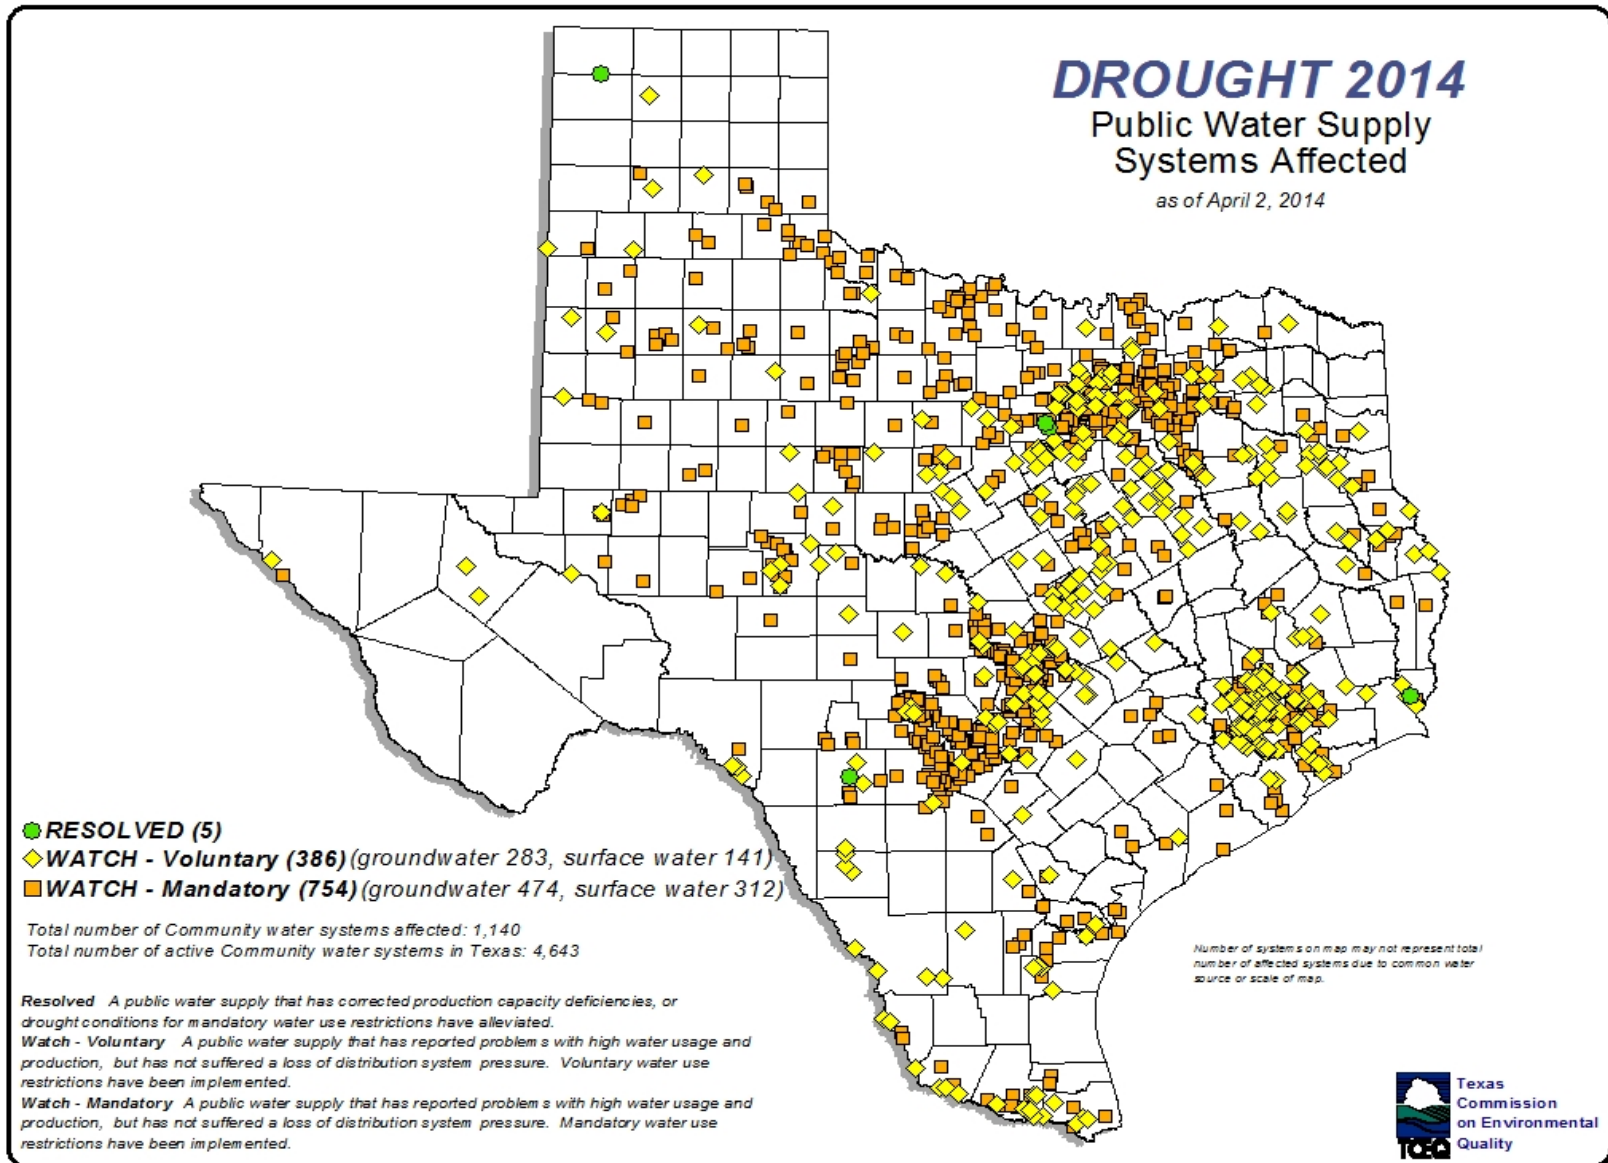 DROUGHT 2014
Public Water Supply
Systems Affected
as of April 2, 2014
RESOLVED (5)
WATCH - Voluntary (386) (groundwater 283, surface water 141)
WATCH - Mandatory (754) (groundwater 474, surface water 312)
Total number of Community water systems affected: 1,140
Total number of active Community water systems in Texas: 4,643
Number of systems on map may not represent total
number of affected systems due to common water
source or scale of map.
Resolved A public water supply that has corrected production capacity deficiencies, or
drought conditions for mandatory water use restrictions have alleviated.
Watch - Voluntary A public water supply that has reported problems with high water usage and
production, but has not suffered a loss of distribution system pressure. Voluntary water use
restrictions have been implemented.
Watch - Mandatory A public water supply that has reported problems with high water usage and
production, but has not suffered a loss of distribution system pressure. Mandatory water use
restrictions have been implemented.
Texas
Commission
on Environmental
Quality
TCEQ